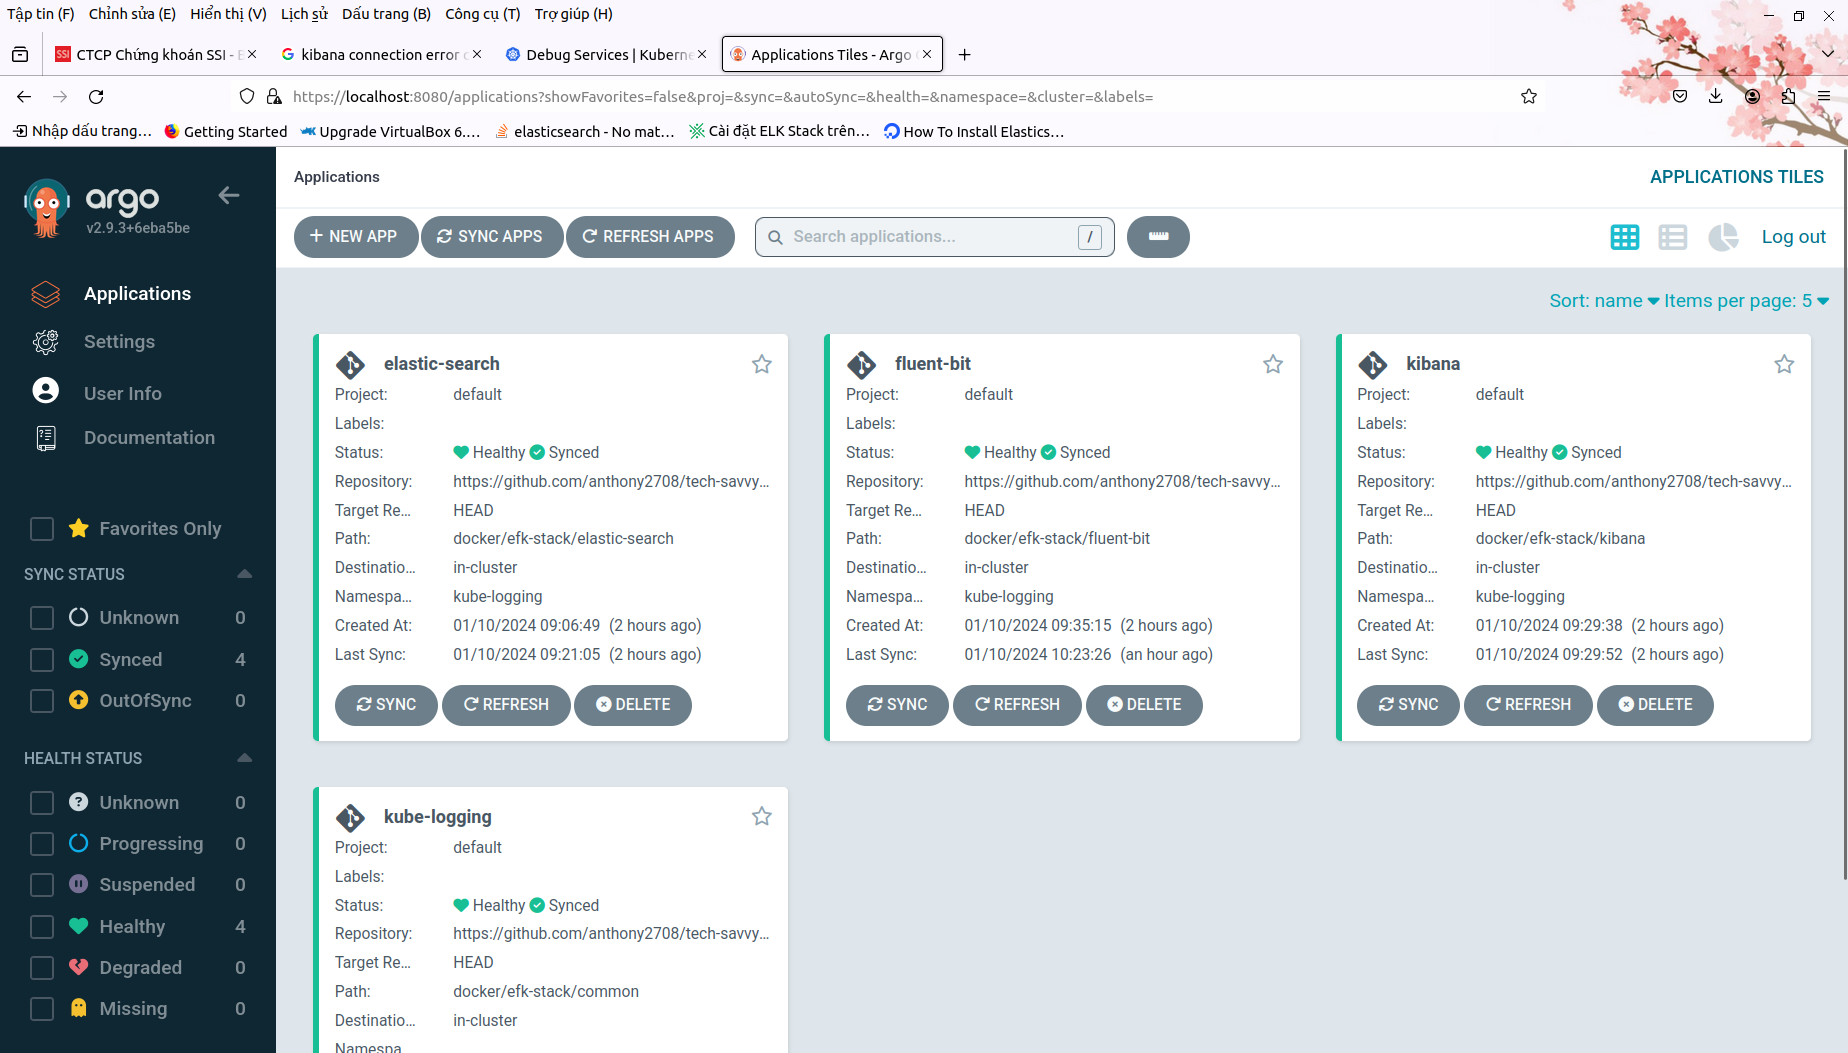 Tập tin (F) Chỉnh sửa (E) Hiển thị (V) Lịch sử Dấu trang (B) Công cụ (T) Trợ giúp (H)
CTCP Chứng khoán SSI - kibana connection error Debug Services | Kuberne Applications Tiles - Argo
https://localhost:8080/applications?showFavorites=false&proj=&sync=&autoSync=&health=&namespace=&cluster=&labels=
Nhập dấu trang… Getting Started Upgrade VirtualBox 6.… elasticsearch - No mat… Cài đặt ELK Stack trên… How To Install Elastics…
argo
v2.9.3+6eba5be
Applications
Settings
User Info
Documentation
Favorites Only
SYNC STATUS
Unknown 0
Synced 4
OutOfSync 0
HEALTH STATUS
Unknown 0
Progressing 0
Suspended 0
Healthy 4
Degraded 0
Missing 0
Applications APPLICATIONS TILES
+ NEW APP SYNC APPS REFRESH APPS Search applications... / Log out
Sort: name Items per page: 5
elastic-search
Project: default
Labels:
Status: Healthy Synced
Repository: https://github.com/anthony2708/tech-savvy...
Target Re... HEAD
Path: docker/efk-stack/elastic-search
Destinatio... in-cluster
Namespa... kube-logging
Created At: 01/10/2024 09:06:49 (2 hours ago)
Last Sync: 01/10/2024 09:21:05 (2 hours ago)
SYNC REFRESH DELETE
fluent-bit
Project: default
Labels:
Status: Healthy Synced
Repository: https://github.com/anthony2708/tech-savvy...
Target Re... HEAD
Path: docker/efk-stack/fluent-bit
Destinatio... in-cluster
Namespa... kube-logging
Created At: 01/10/2024 09:35:15 (2 hours ago)
Last Sync: 01/10/2024 10:23:26 (an hour ago)
SYNC REFRESH DELETE
kibana
Project: default
Labels:
Status: Healthy Synced
Repository: https://github.com/anthony2708/tech-savvy...
Target Re... HEAD
Path: docker/efk-stack/kibana
Destinatio... in-cluster
Namespa... kube-logging
Created At: 01/10/2024 09:29:38 (2 hours ago)
Last Sync: 01/10/2024 09:29:52 (2 hours ago)
SYNC REFRESH DELETE
kube-logging
Project: default
Labels:
Status: Healthy Synced
Repository: https://github.com/anthony2708/tech-savvy...
Target Re... HEAD
Path: docker/efk-stack/common
Destinatio... in-cluster
Namespa